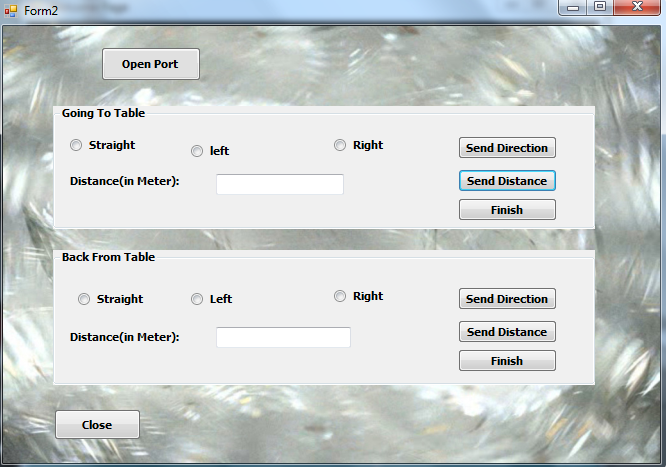 Form2
Open Port
Going To Table
Straight
left
Right
Send Direction
Distance(in Meter):
Send Distance
Finish
Back From Table
Straight
Left
Right
Send Direction
Distance(in Meter):
Send Distance
Finish
Close